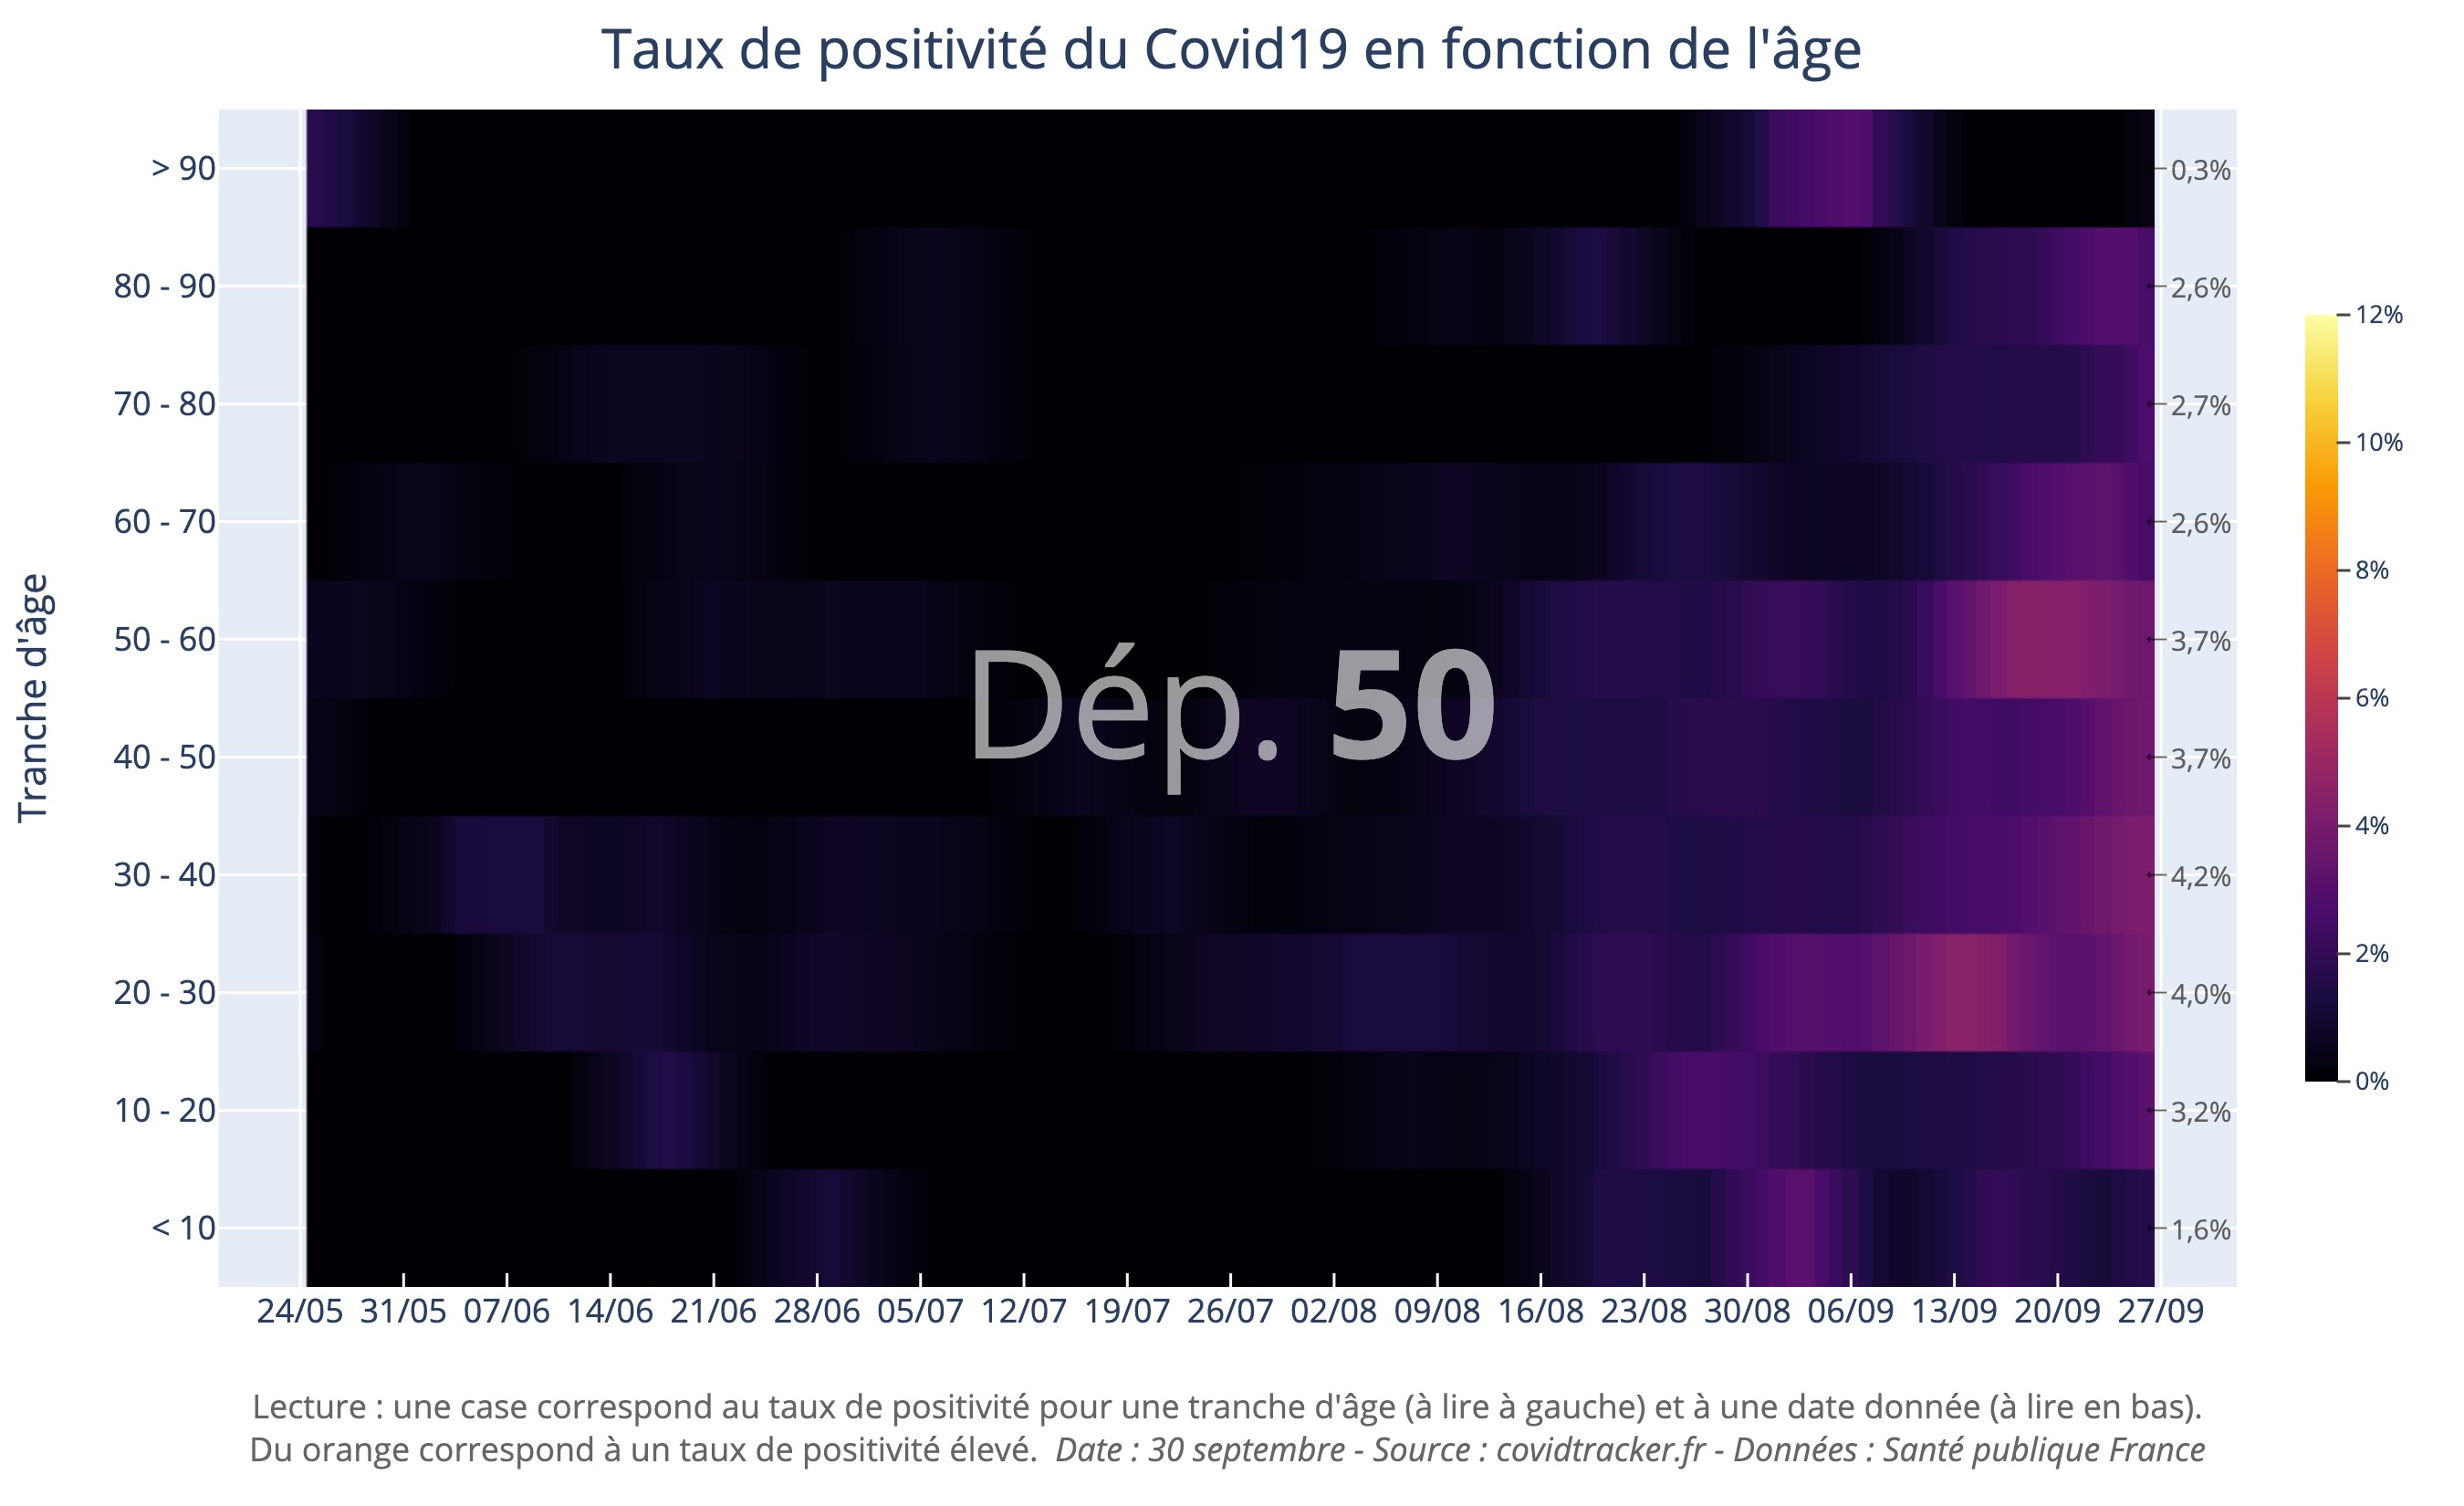 Taux de positivité du Covid19 en fonction de l'âge
Tranche d'âge
> 90
80 - 90
70 - 80
60 - 70
50 - 60
40 - 50
30 - 40
20 - 30
10 - 20
< 10
Dép. 50
0,3%
2,6%
2,7%
2,6%
3,7%
3,7%
4,2%
4,0%
3,2%
1,6%
12%
10%
8%
6%
4%
2%
0%
24/05 31/05 07/06 14/06 21/06 28/06 05/07 12/07 19/07 26/07 02/08 09/08 16/08 23/08 30/08 06/09 13/09 20/09 27/09
Lecture : une case correspond au taux de positivité pour une tranche d'âge (à lire à gauche) et à une date donnée (à lire en bas).
Du orange correspond à un taux de positivité élevé. Date : 30 septembre - Source : covidtracker.fr - Données : Santé publique France